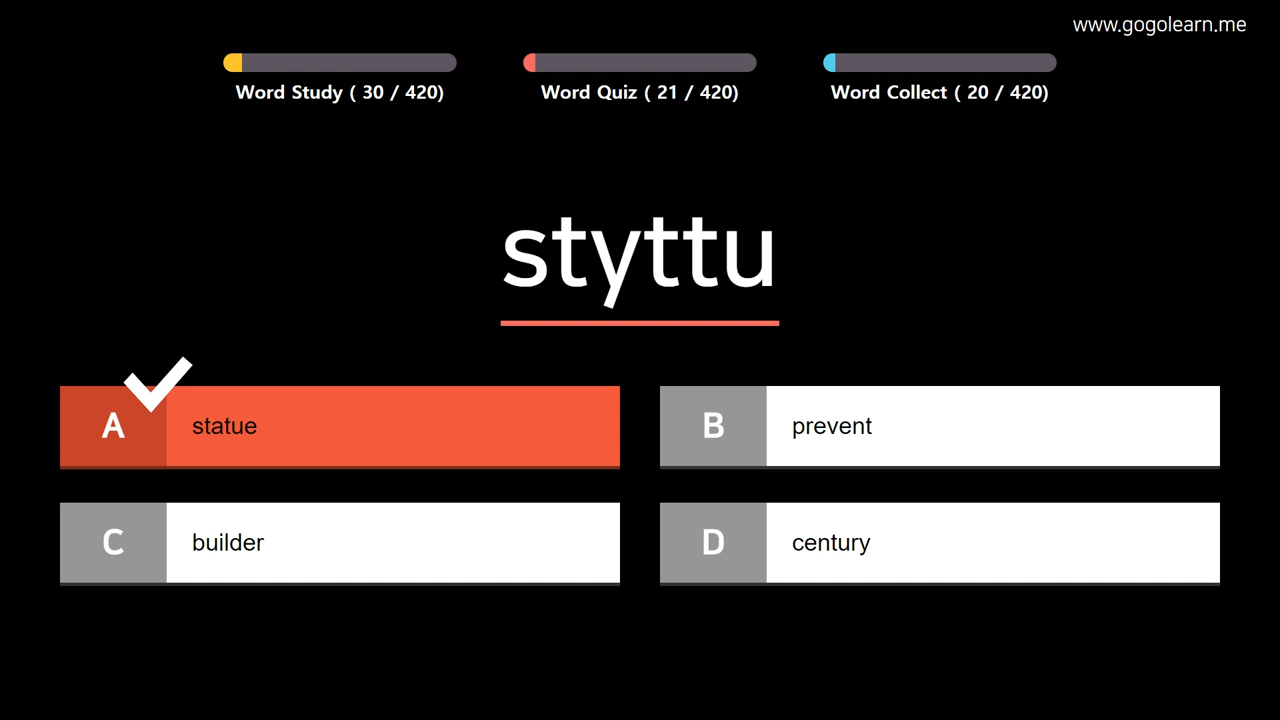 www.gogolearn.me
Word Study ( 30 / 420)
Word Quiz ( 21 / 420)
Word Collect ( 20 / 420)
styttu
A statue
B prevent
C builder
D century